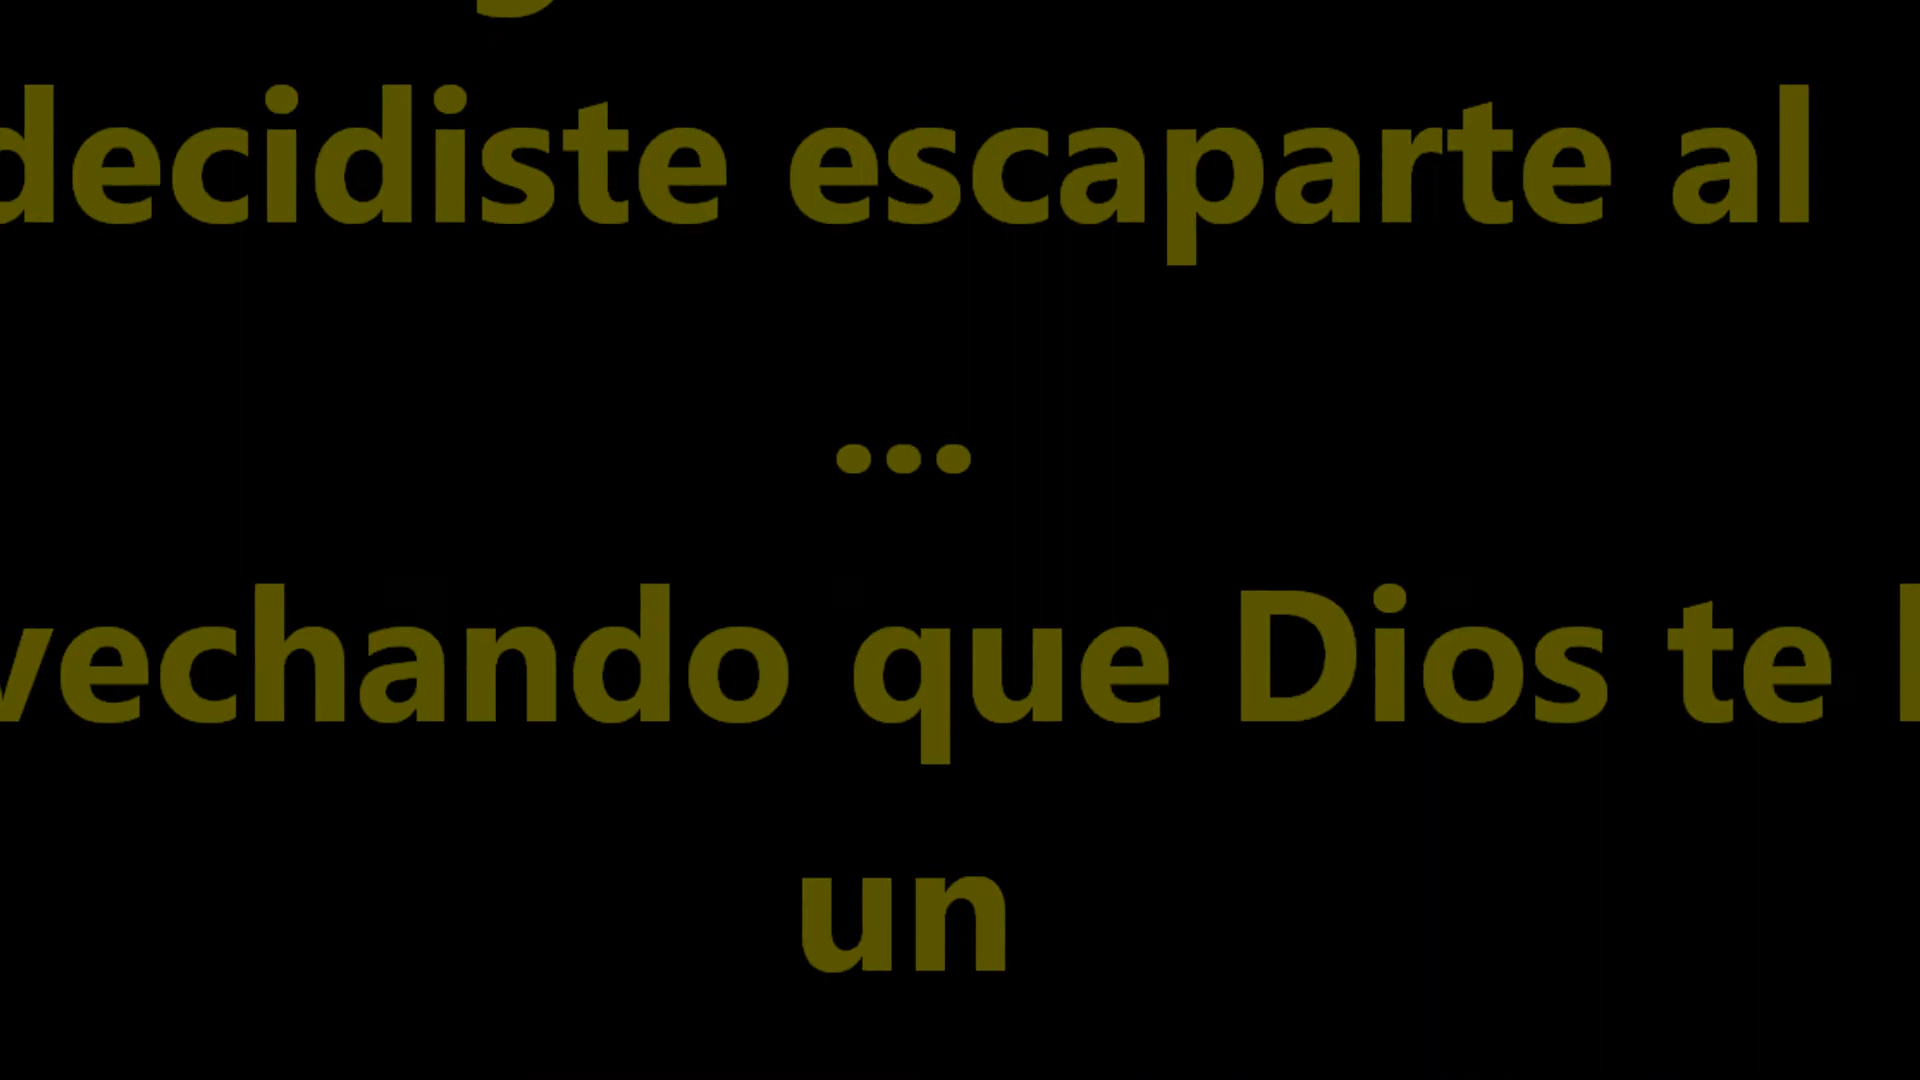 decidiste escaparte al
...
vechando que Dios te
un